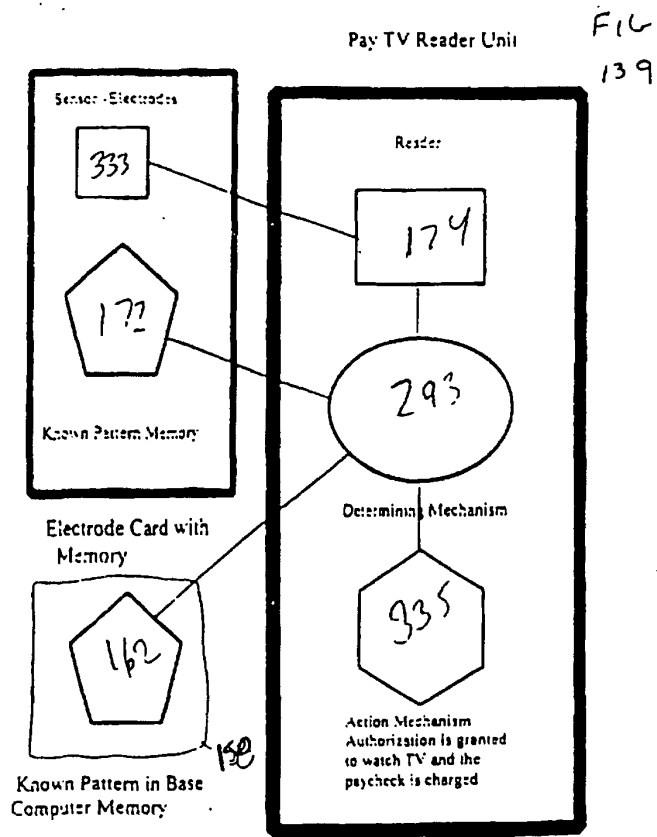 Pay TV Reader Unit
FIG
139
Sensor -Electrodes
333
Reader
174
172
293
Known Pattern Memory
Determining Mechanism
Electrode Card with
Memory
162
335
158
Action Mechanism
Authorization is granted
to watch TV and the
paycheck is charged
Known Pattern in Base
Computer Memory